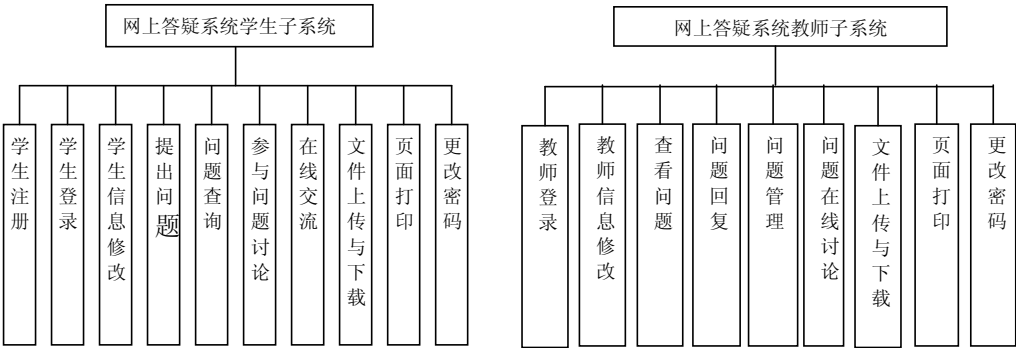 网上答疑系统学生子系统
学生注册
学生登录
学生信息修改
提出问题
问题查询
参与问题讨论
在线交流
文件上传与下载
页面打印
更改密码
网上答疑系统教师子系统
教师登录
教师信息修改
查看问题
问题回复
问题管理
问题在线讨论
文件上传与下载
页面打印
更改密码